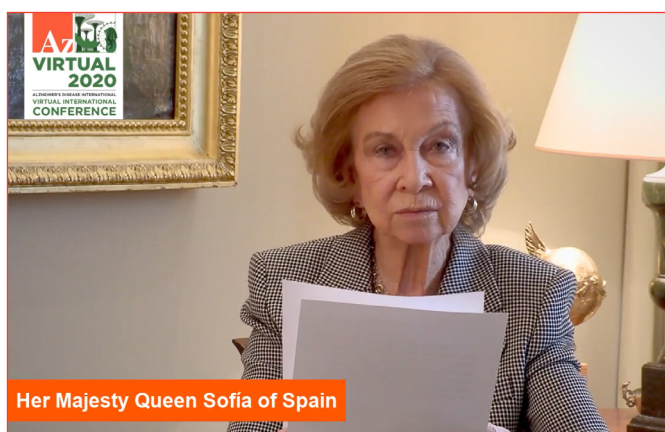 Az
VIRTUAL
2020
ALZHEIMER'S DISEASE INTERNATIONAL
VIRTUAL INTERNATIONAL
CONFERENCE
Her Majesty Queen Sofía of Spain